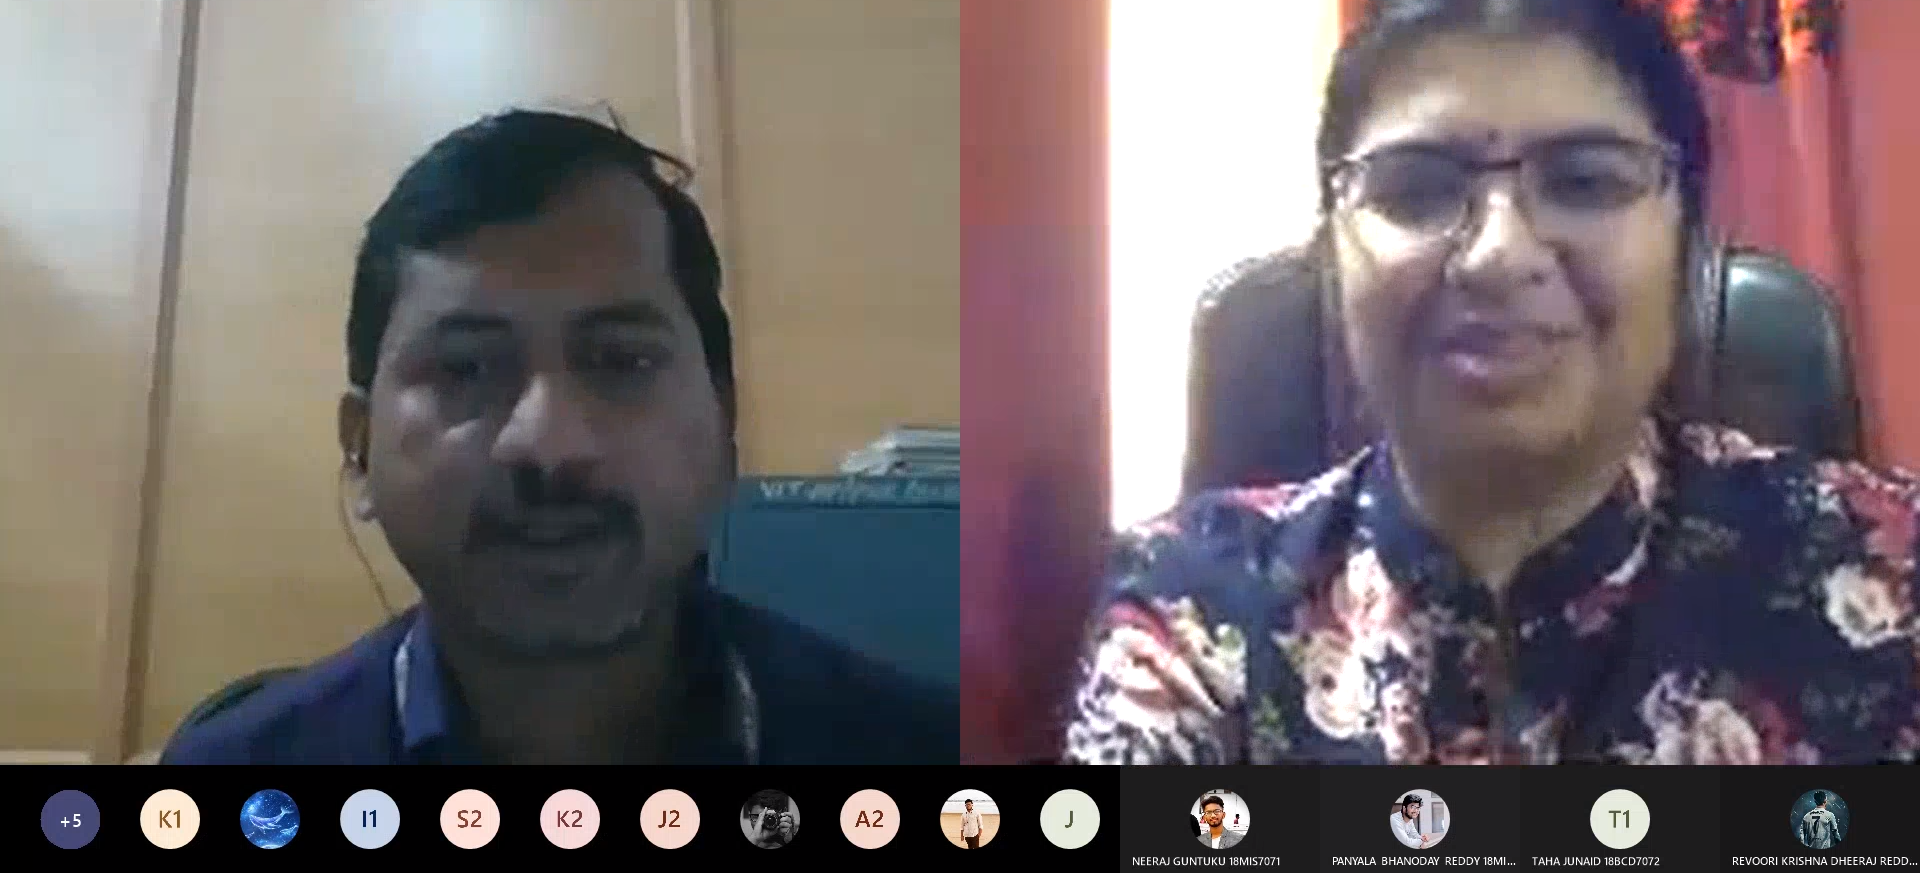 +5
K1
I1
S2
K2
J2
A2
J
T1
NEERAJ GUNTUKU 18MIS7071
PANYALA BHANODAY REDDY 18MI...
TAHA JUNAID 18BCD7072
REVOORI KRISHNA DHEERAJ REDD...
7